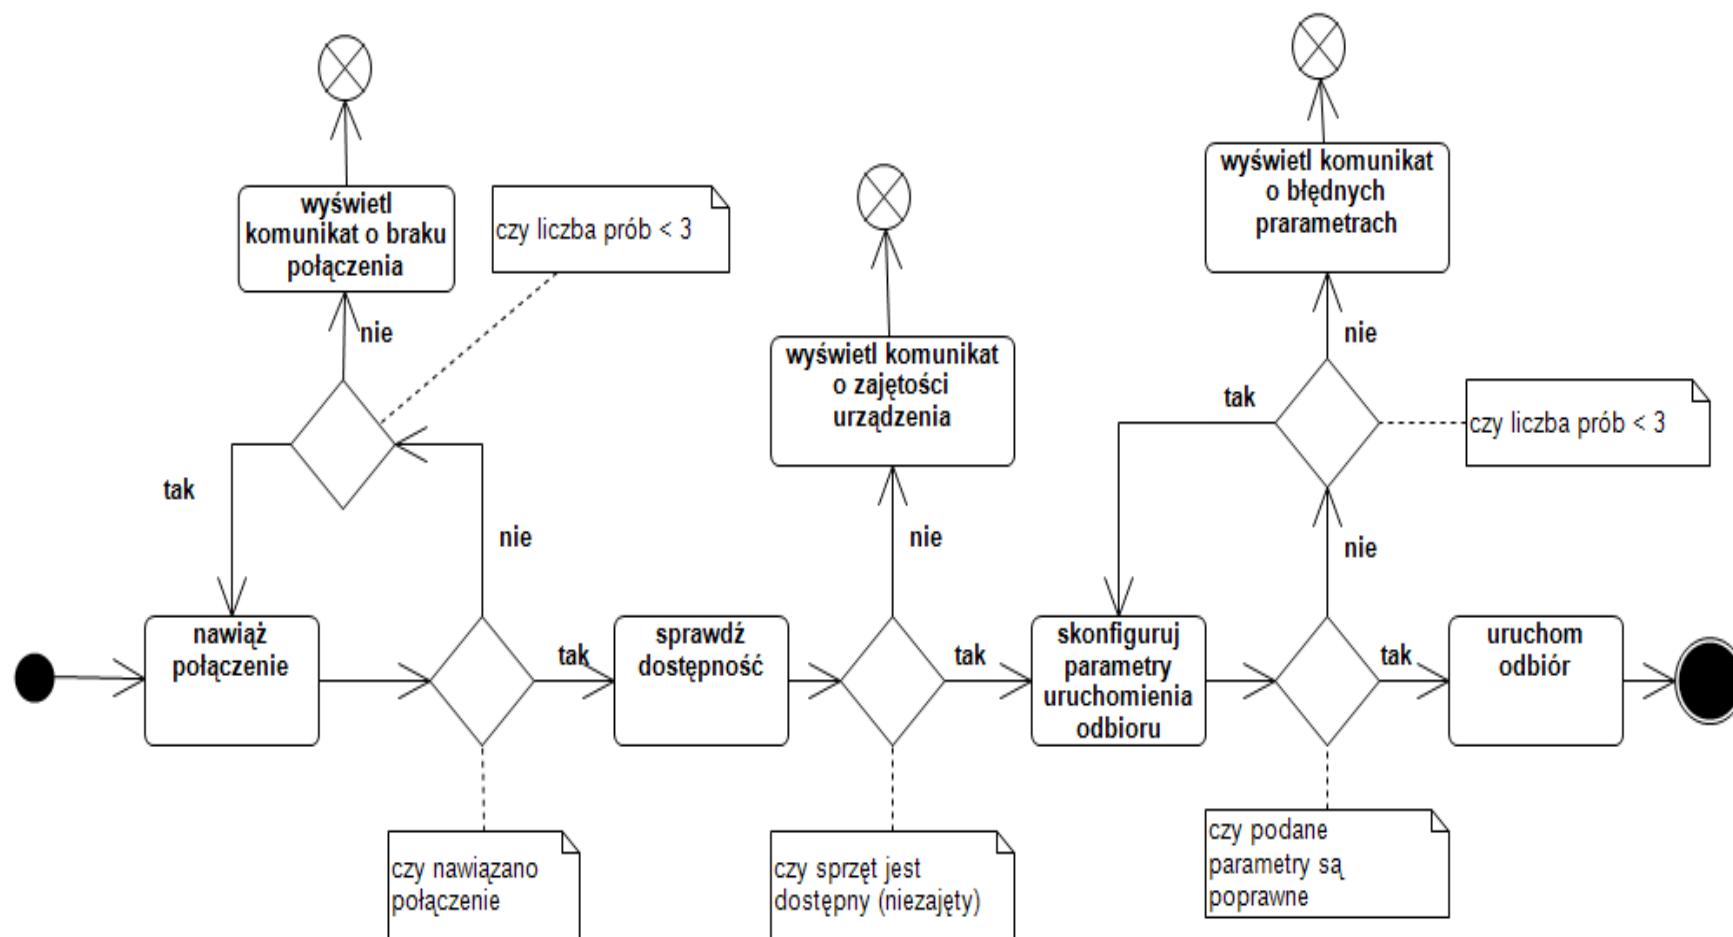 wyświetl
komunikat o braku
połączenia
czy liczba prób < 3
nie
tak
nie
nawiąż
połączenie
tak
czy nawiązano
połączenie
sprawdź
dostępność
wyświetl komunikat
o zajętości
urządzenia
nie
tak
czy sprzęt jest
dostępny (niezajęty)
wyświetl komunikat
o błędnych
prarametrach
nie
tak
czy liczba prób < 3
nie
skonfiguruj
parametry
uruchomienia
odbioru
tak
czy podane
parametry są
poprawne
uruchom
odbiór